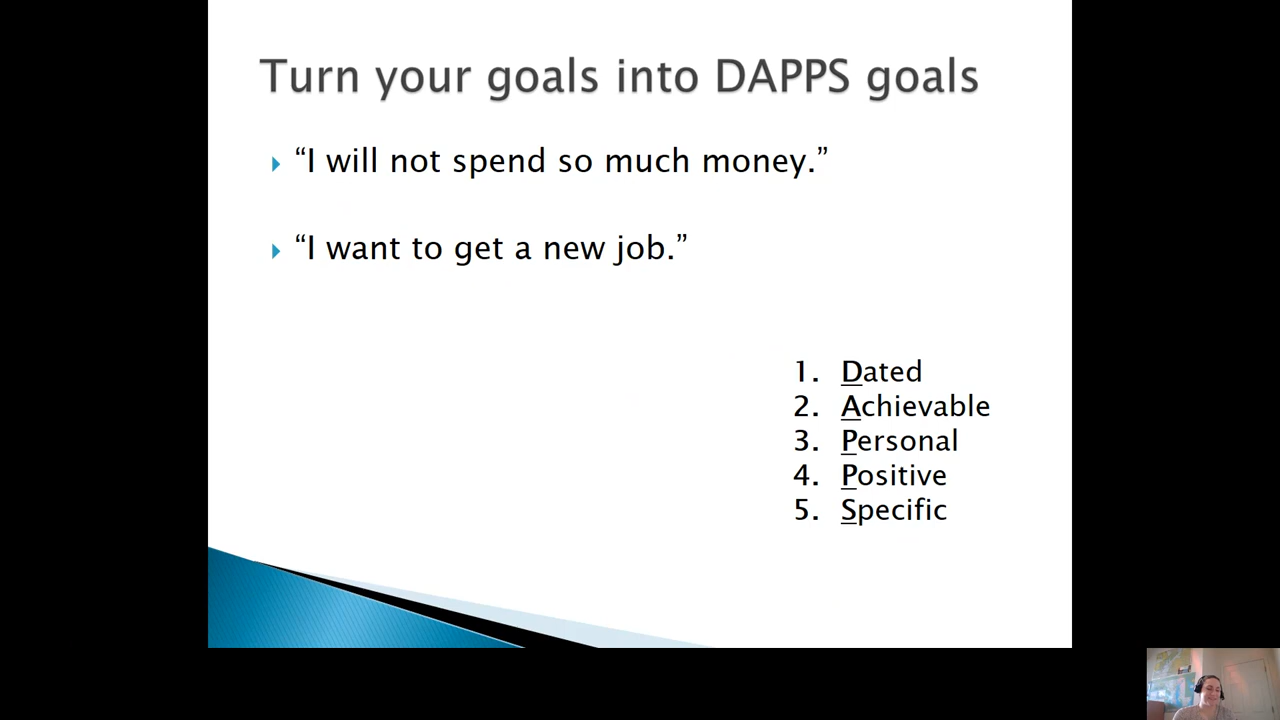 Turn your goals into DAPPS goals
“I will not spend so much money.”
“I want to get a new job.”
1. Dated
2. Achievable
3. Personal
4. Positive
5. Specific